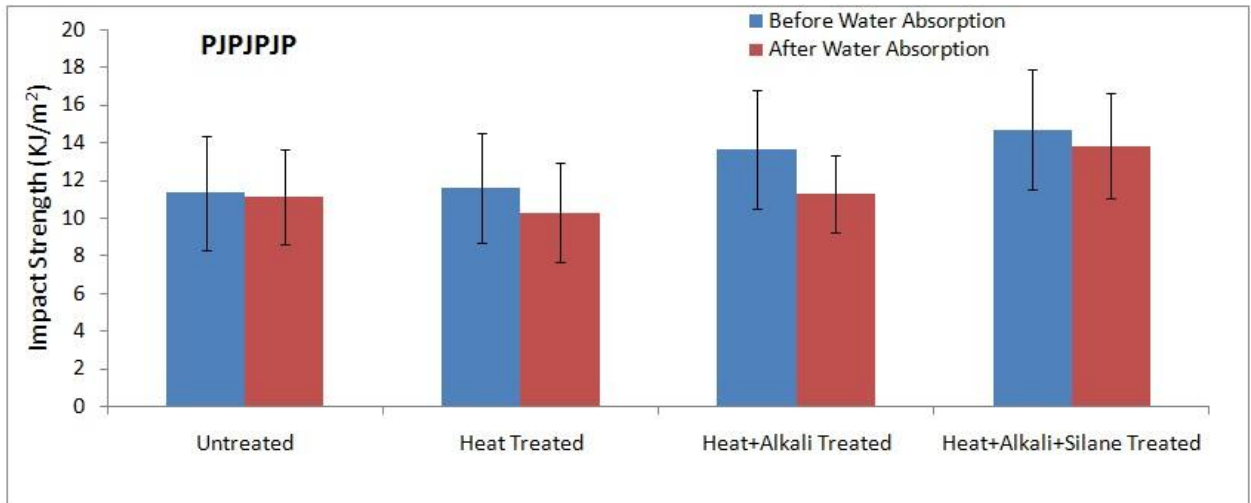 PJPJPJP
Before Water Absorption
After Water Absorption
Impact Strength (KJ/m²)
20
18
16
14
12
10
8
6
4
2
0
Untreated
Heat Treated
Heat+Alkali Treated
Heat+Alkali+Silane Treated